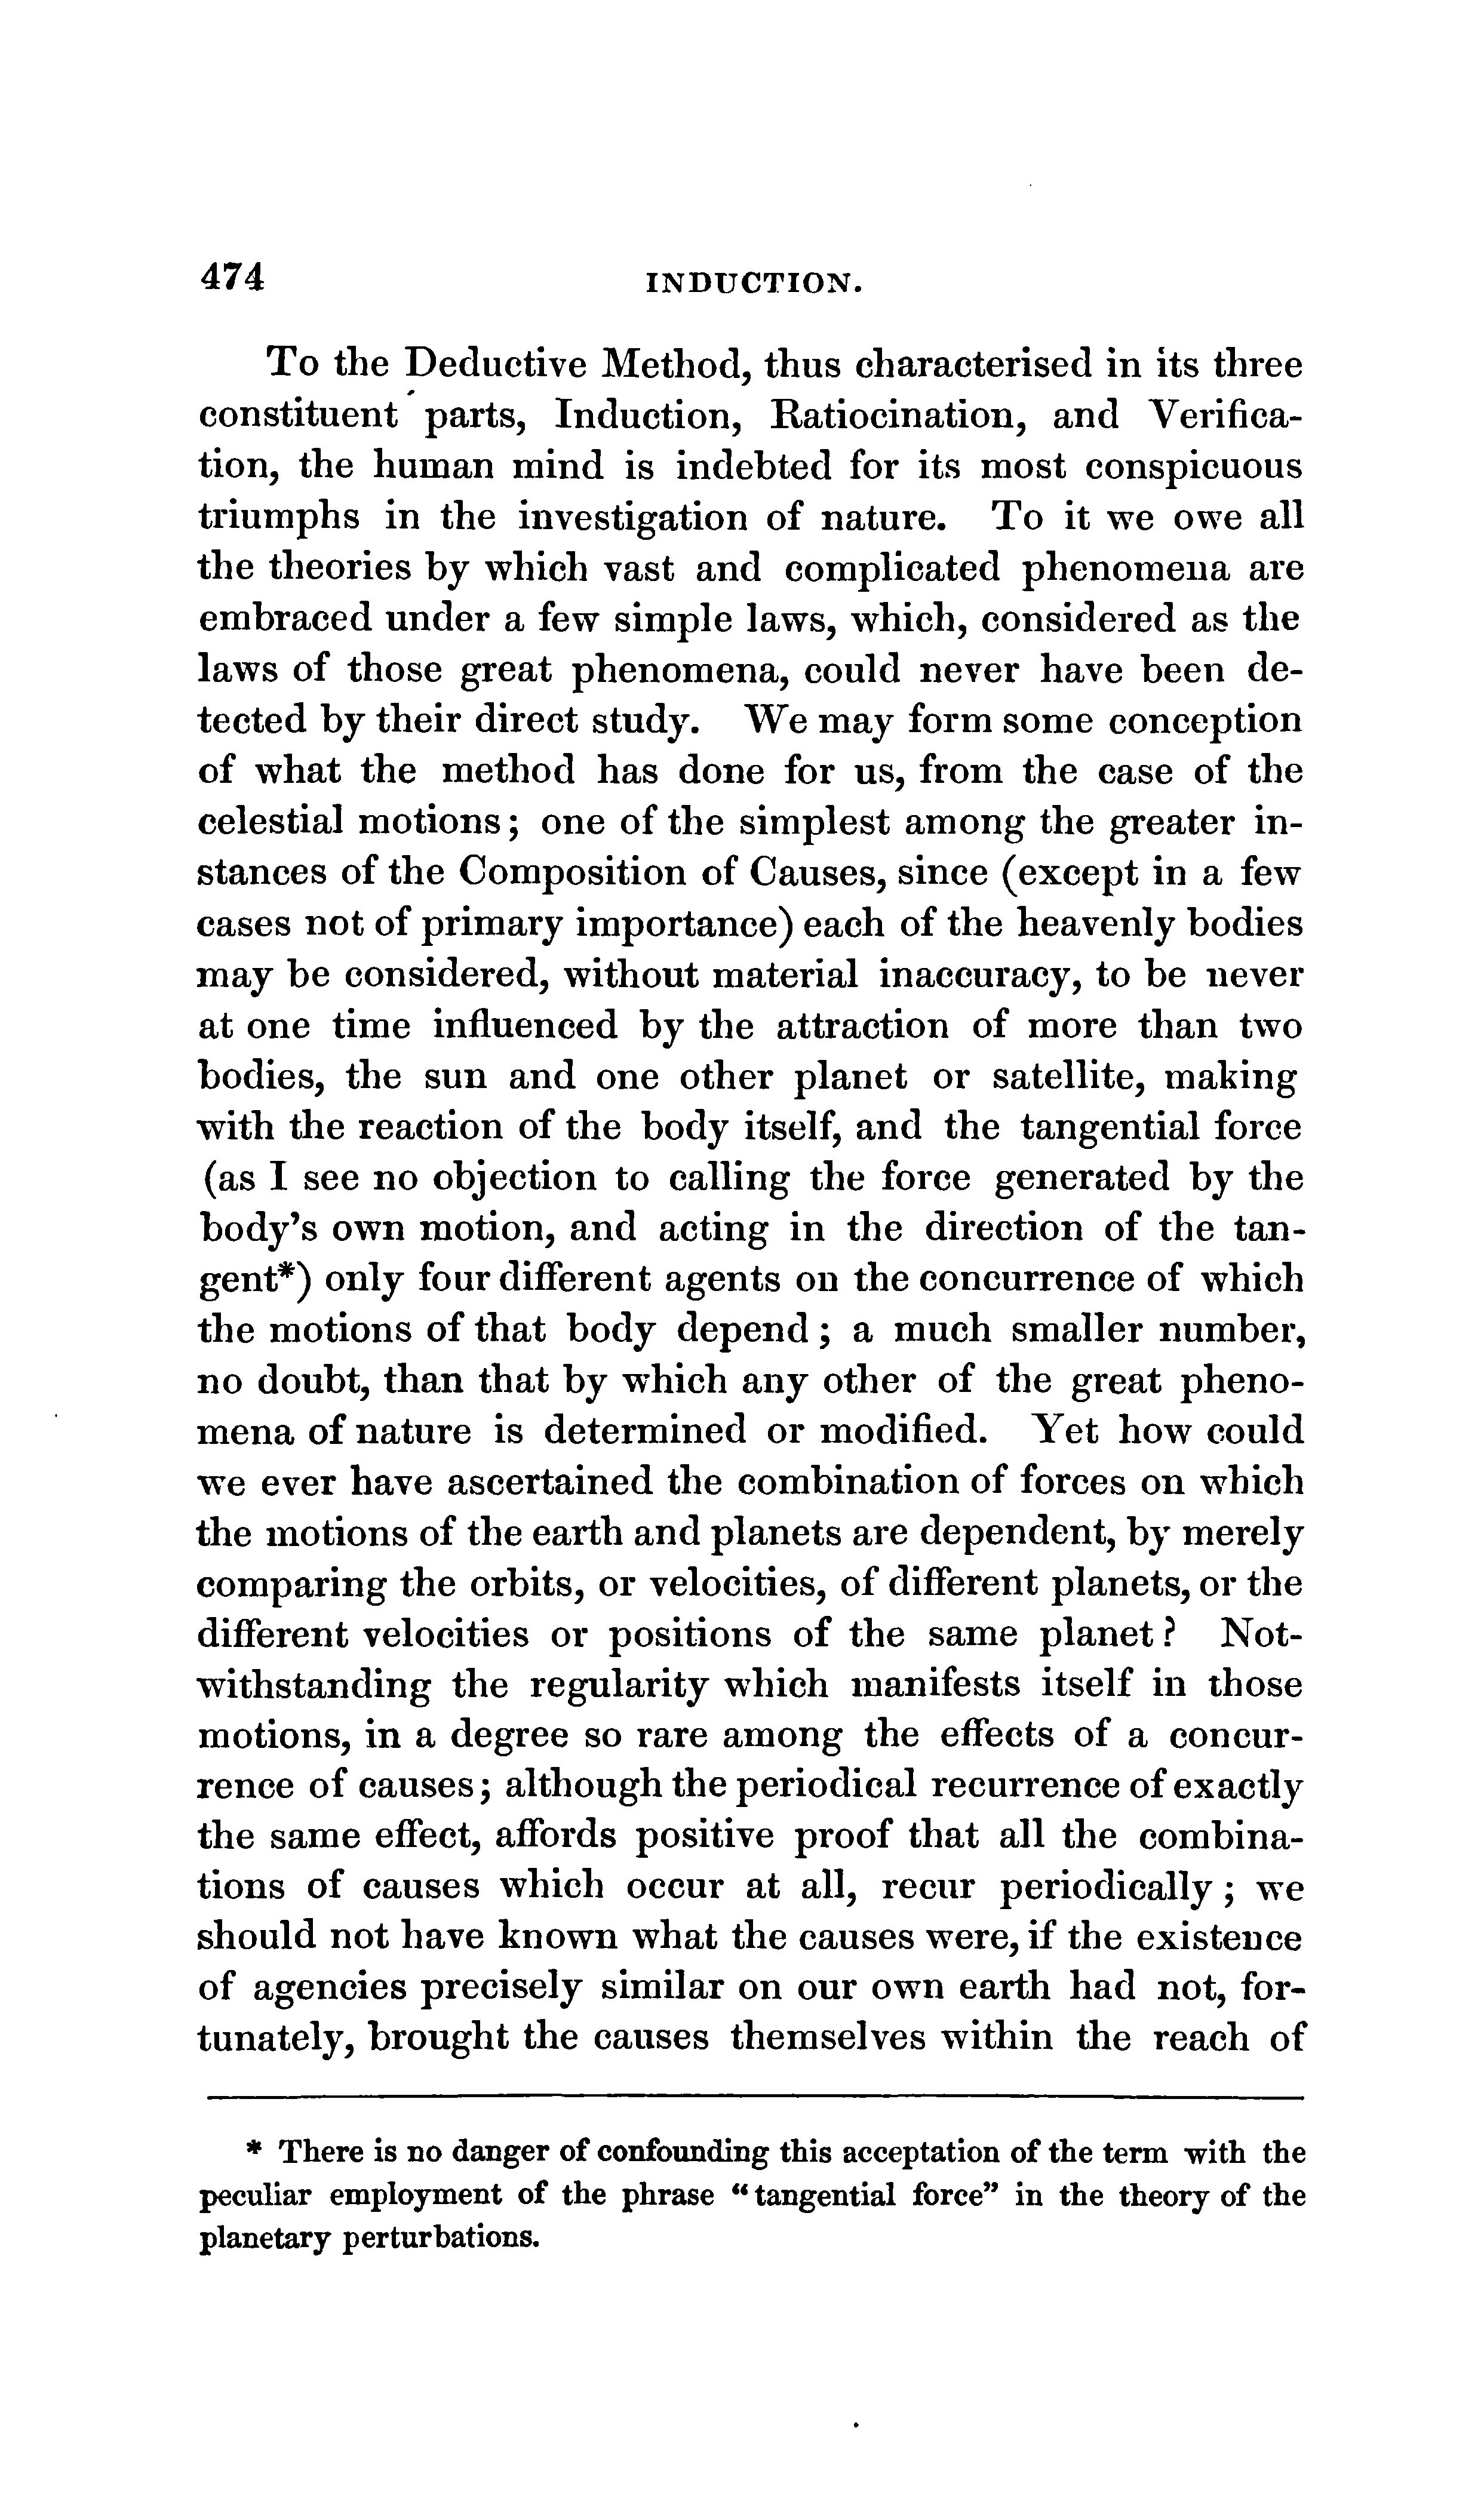 474 INDUCTION.
To the Deductive Method, thus characterised in its three
constituent parts, Induction, Ratiocination, and Verifica-
tion, the human mind is indebted for its most conspicuous
triumphs in the investigation of nature. To it we owe all
the theories by which vast and complicated phenomena are
embraced under a few simple laws, which, considered as the
laws of those great phenomena, could never have been de-
tected by their direct study. We may form some conception
of what the method has done for us, from the case of the
celestial motions; one of the simplest among the greater in-
stances of the Composition of Causes, since (except in a few
cases not of primary importance) each of the heavenly bodies
may be considered, without material inaccuracy, to be never
at one time influenced by the attraction of more than two
bodies, the sun and one other planet or satellite, making
with the reaction of the body itself, and the tangential force
(as I see no objection to calling the force generated by the
body's own motion, and acting in the direction of the tan-
gent*) only four different agents on the concurrence of which
the motions of that body depend; a much smaller number,
no doubt, than that by which any other of the great pheno-
mena of nature is determined or modified. Yet how could
we ever have ascertained the combination of forces on which
the motions of the earth and planets are dependent, by merely
comparing the orbits, or velocities, of different planets, or the
different velocities or positions of the same planet? Not-
withstanding the regularity which manifests itself in those
motions, in a degree so rare among the effects of a concur-
rence of causes; although the periodical recurrence of exactly
the same effect, affords positive proof that all the combina-
tions of causes which occur at all, recur periodically; we
should not have known what the causes were, if the existence
of agencies precisely similar on our own earth had not, for-
tunately, brought the causes themselves within the reach of
* There is no danger of confounding this acceptation of the term with the
peculiar employment of the phrase "tangential force" in the theory of the
planetary perturbations.